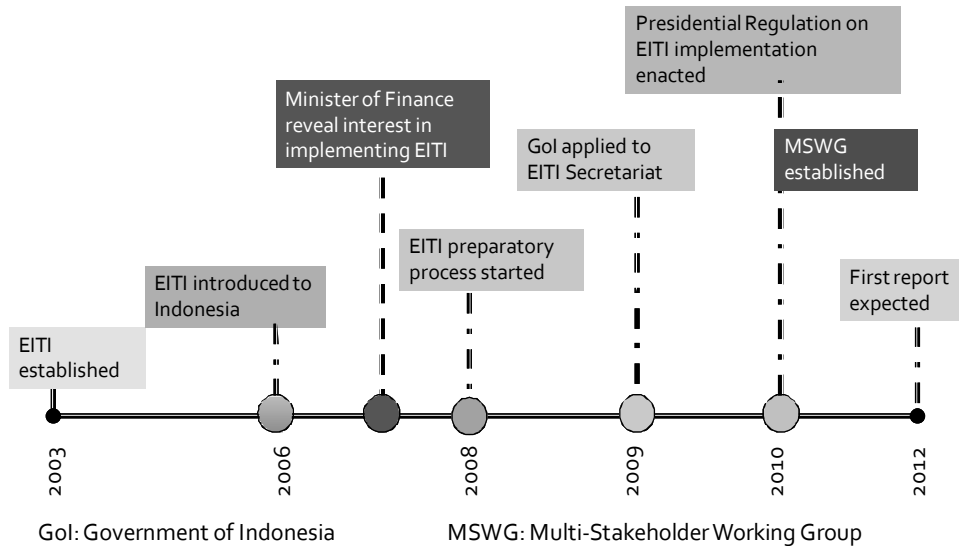 Presidential Regulation on
EITI implementation
enacted
Minister of Finance
reveal interest in
implementing EITI
GoI applied to
EITI Secretariat
MSWG
established
EITI preparatory
process started
EITI introduced to
Indonesia
First report
expected
EITI
established
2003
2006
2008
2009
2010
2012
GoI: Government of Indonesia
MSWG: Multi-Stakeholder Working Group